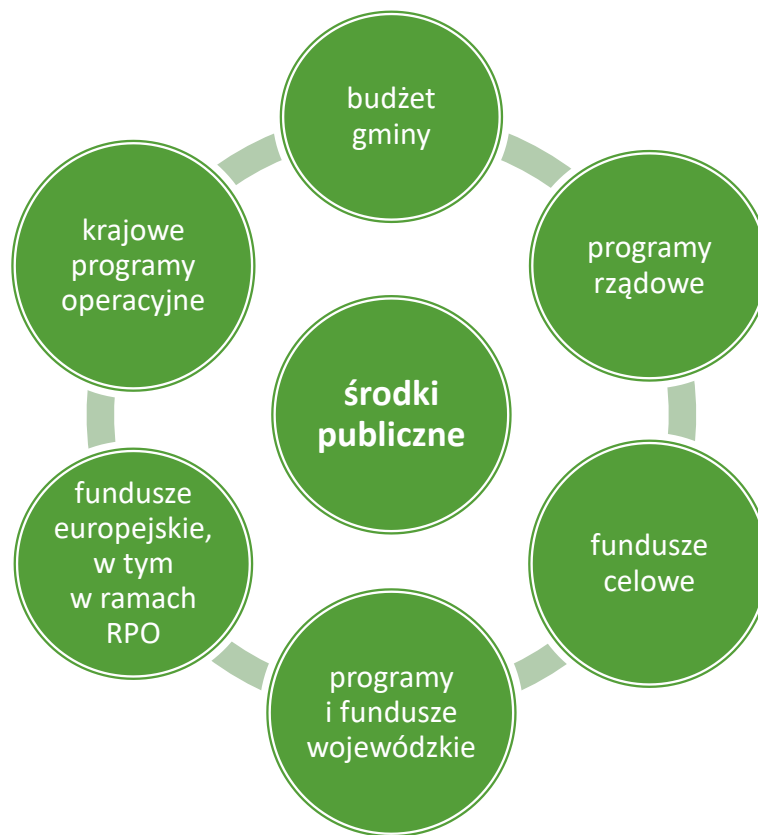 budżet
gminy
programy
rządowe
fundusze
celowe
programy
i fundusze
wojewódzkie
fundusze
europejskie,
w tym
w ramach
RPO
krajowe
programy
operacyjne
środki
publiczne